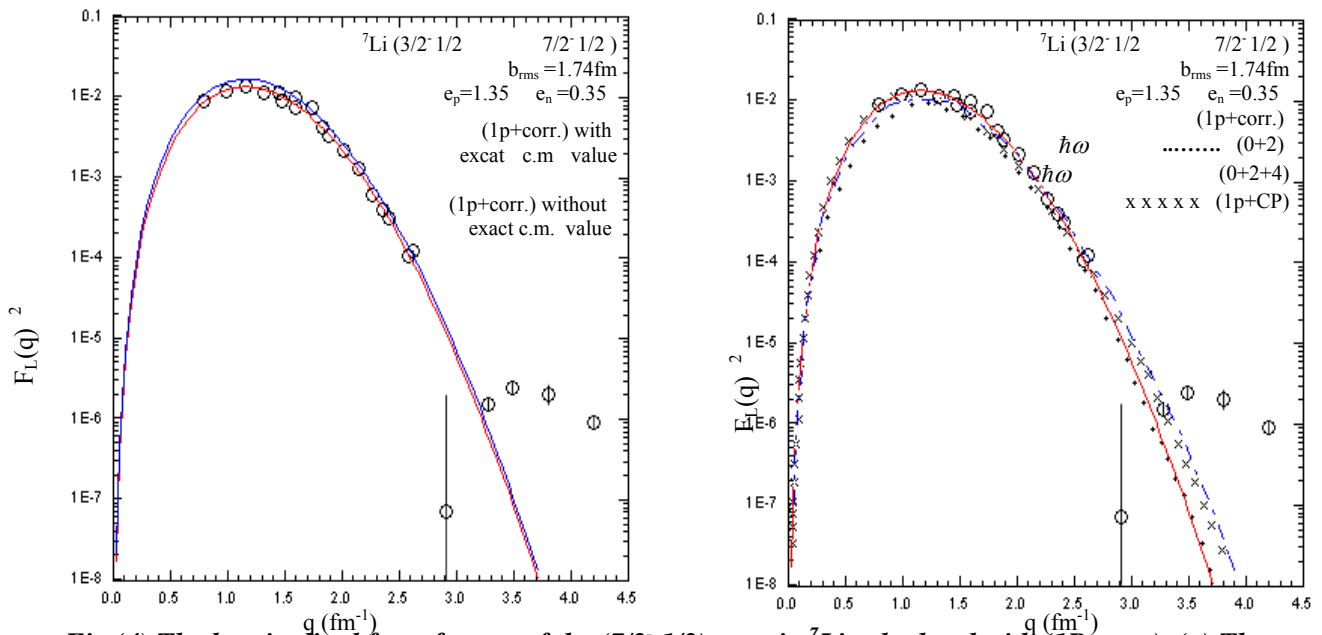 0.1
⁷Li (3/2⁻ 1/2 7/2⁻ 1/2 )
b_rms =1.74fm
e_p=1.35 e_n =0.35
(1p+corr.) with
excat c.m value
(1p+corr.) without
exact c.m. value
1E-2
1E-3
1E-4
1E-5
1E-6
1E-7
1E-8
F_L(q) ²
0.0 0.5 1.0 1.5 2.0 2.5 3.0 3.5 4.0 4.5
q (fm⁻¹)
0.1
⁷Li (3/2⁻ 1/2 7/2⁻ 1/2 )
b_rms =1.74fm
e_p=1.35 e_n =0.35
(1p+corr.)
ħω ……… (0+2)
ħω (0+2+4)
x x x x x (1p+CP)
1E-2
1E-3
1E-4
1E-5
1E-6
1E-7
1E-8
F_L(q) ²
0.0 0.5 1.0 1.5 2.0 2.5 3.0 3.5 4.0 4.5
q (fm⁻¹)